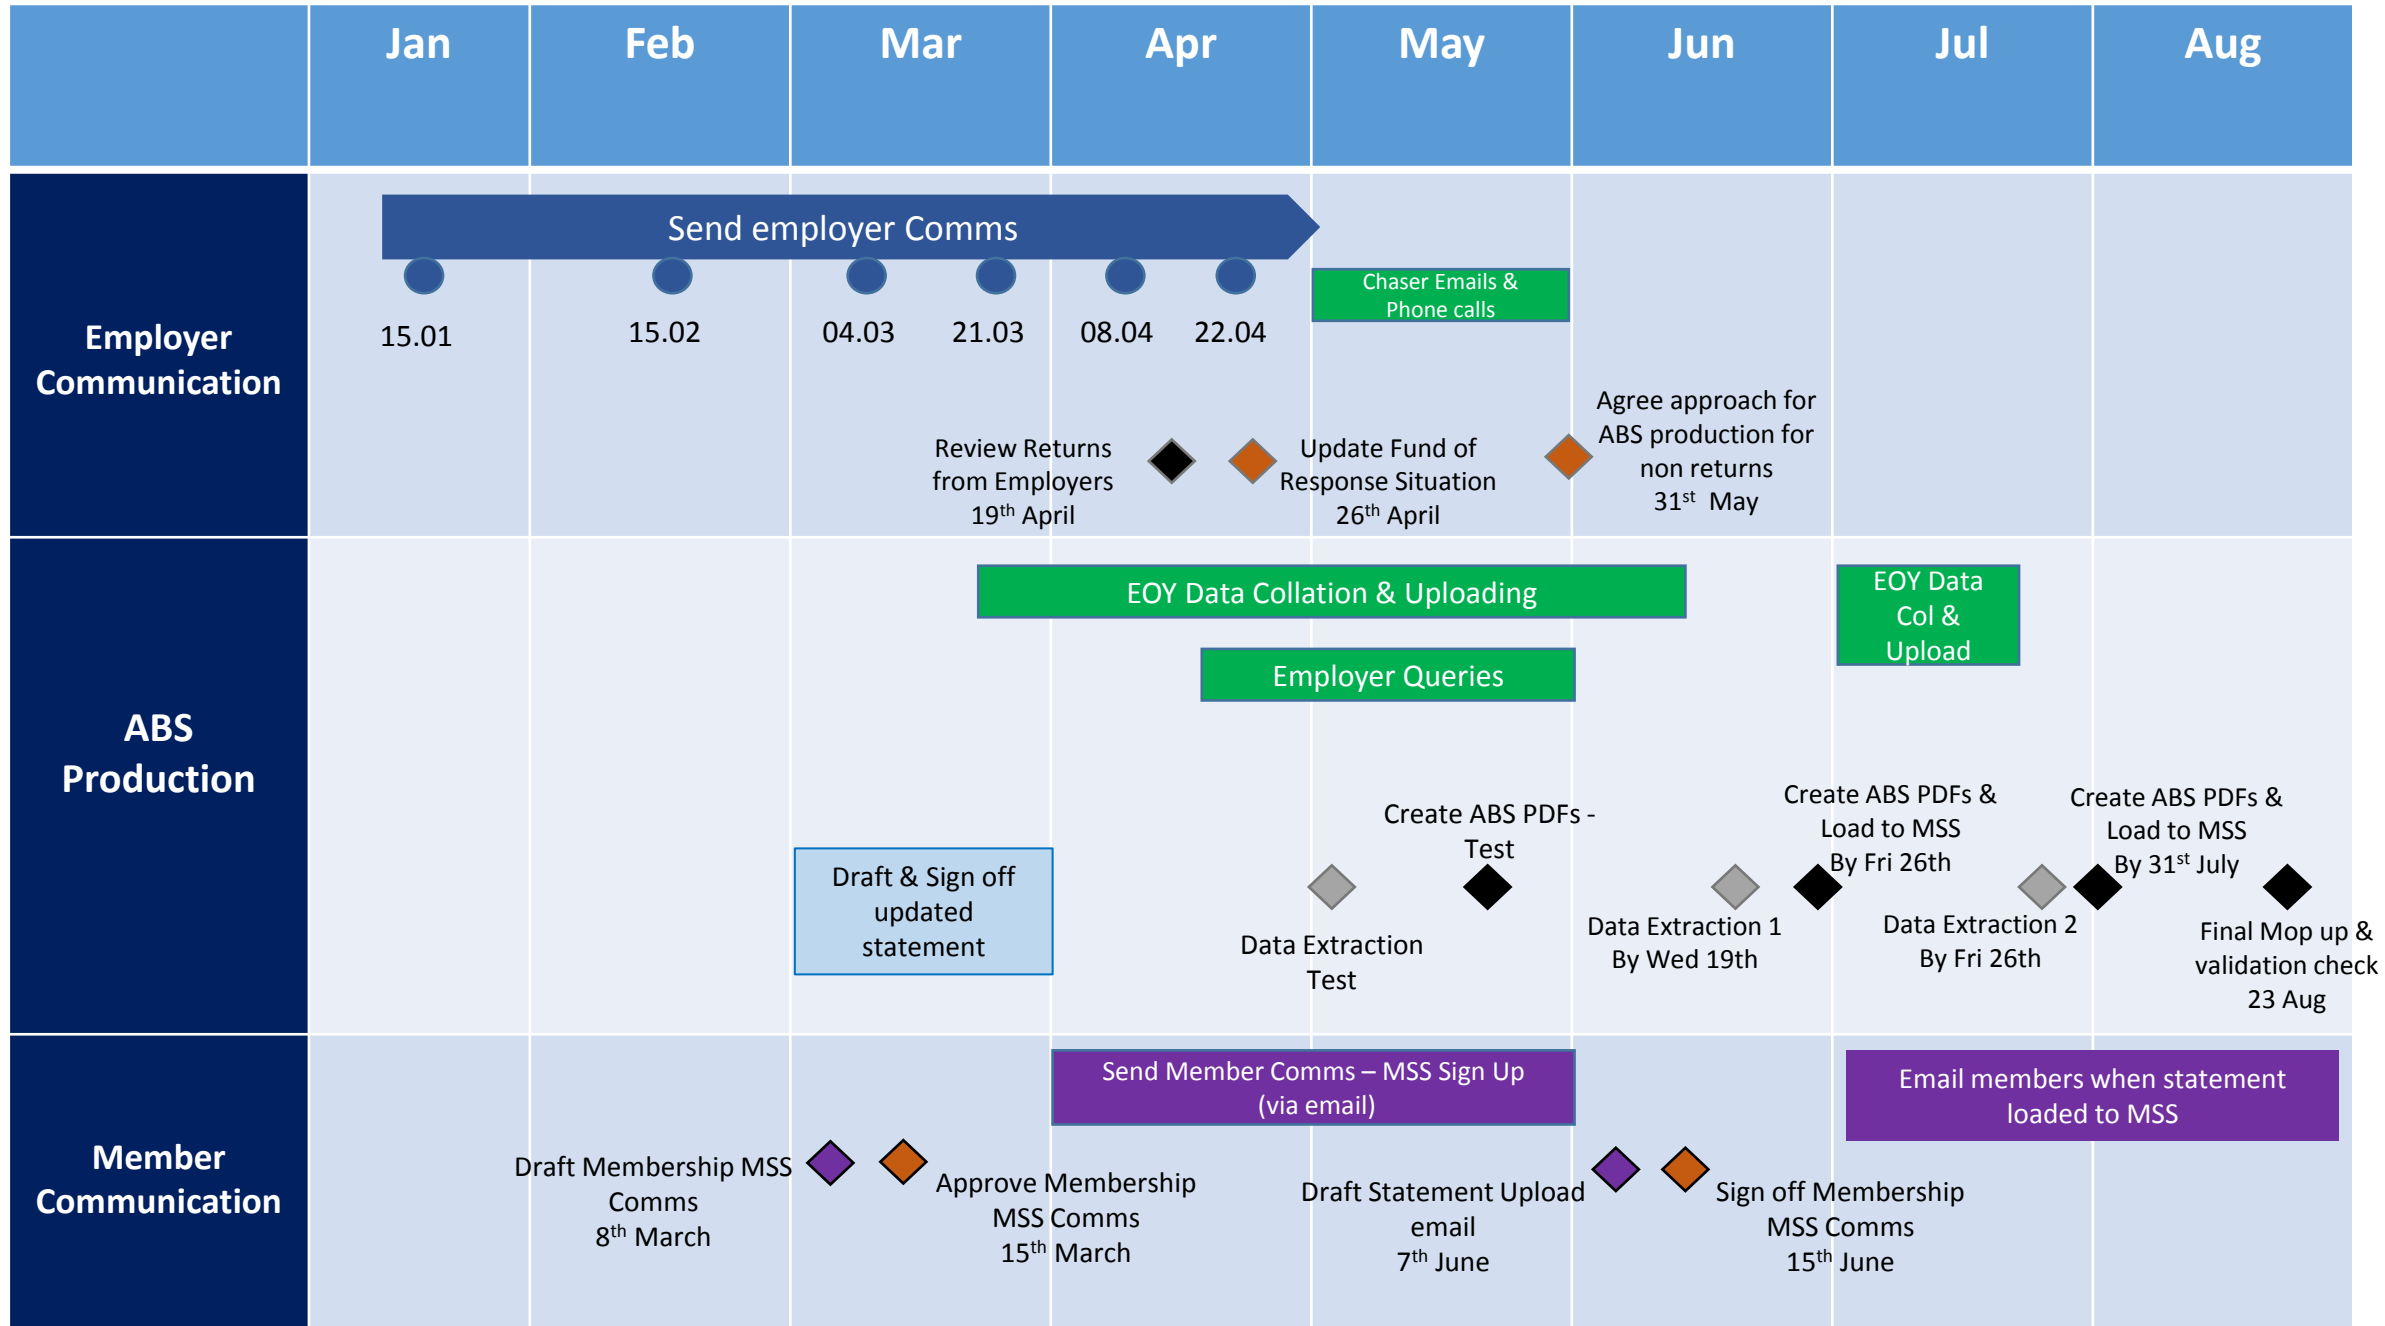 Jan
Feb
Mar
Apr
May
Jun
Jul
Aug
Employer
Communication
Send employer Comms
15.01
15.02
04.03
21.03
08.04
22.04
Chaser Emails &
Phone calls
Review Returns
from Employers
19th April
Update Fund of
Response Situation
26th April
Agree approach for
ABS production for
non returns
31st May
ABS
Production
EOY Data Collation & Uploading
EOY Data
Col &
Upload
Employer Queries
Draft & Sign off
updated
statement
Data Extraction
Test
Create ABS PDFs -
Test
Data Extraction 1
By Wed 19th
Create ABS PDFs &
Load to MSS
By Fri 26th
Data Extraction 2
By Fri 26th
Create ABS PDFs &
Load to MSS
By 31st July
Final Mop up &
validation check
23 Aug
Member
Communication
Send Member Comms – MSS Sign Up
(via email)
Email members when statement
loaded to MSS
Draft Membership MSS
Comms
8th March
Approve Membership
MSS Comms
15th March
Draft Statement Upload
email
7th June
Sign off Membership
MSS Comms
15th June